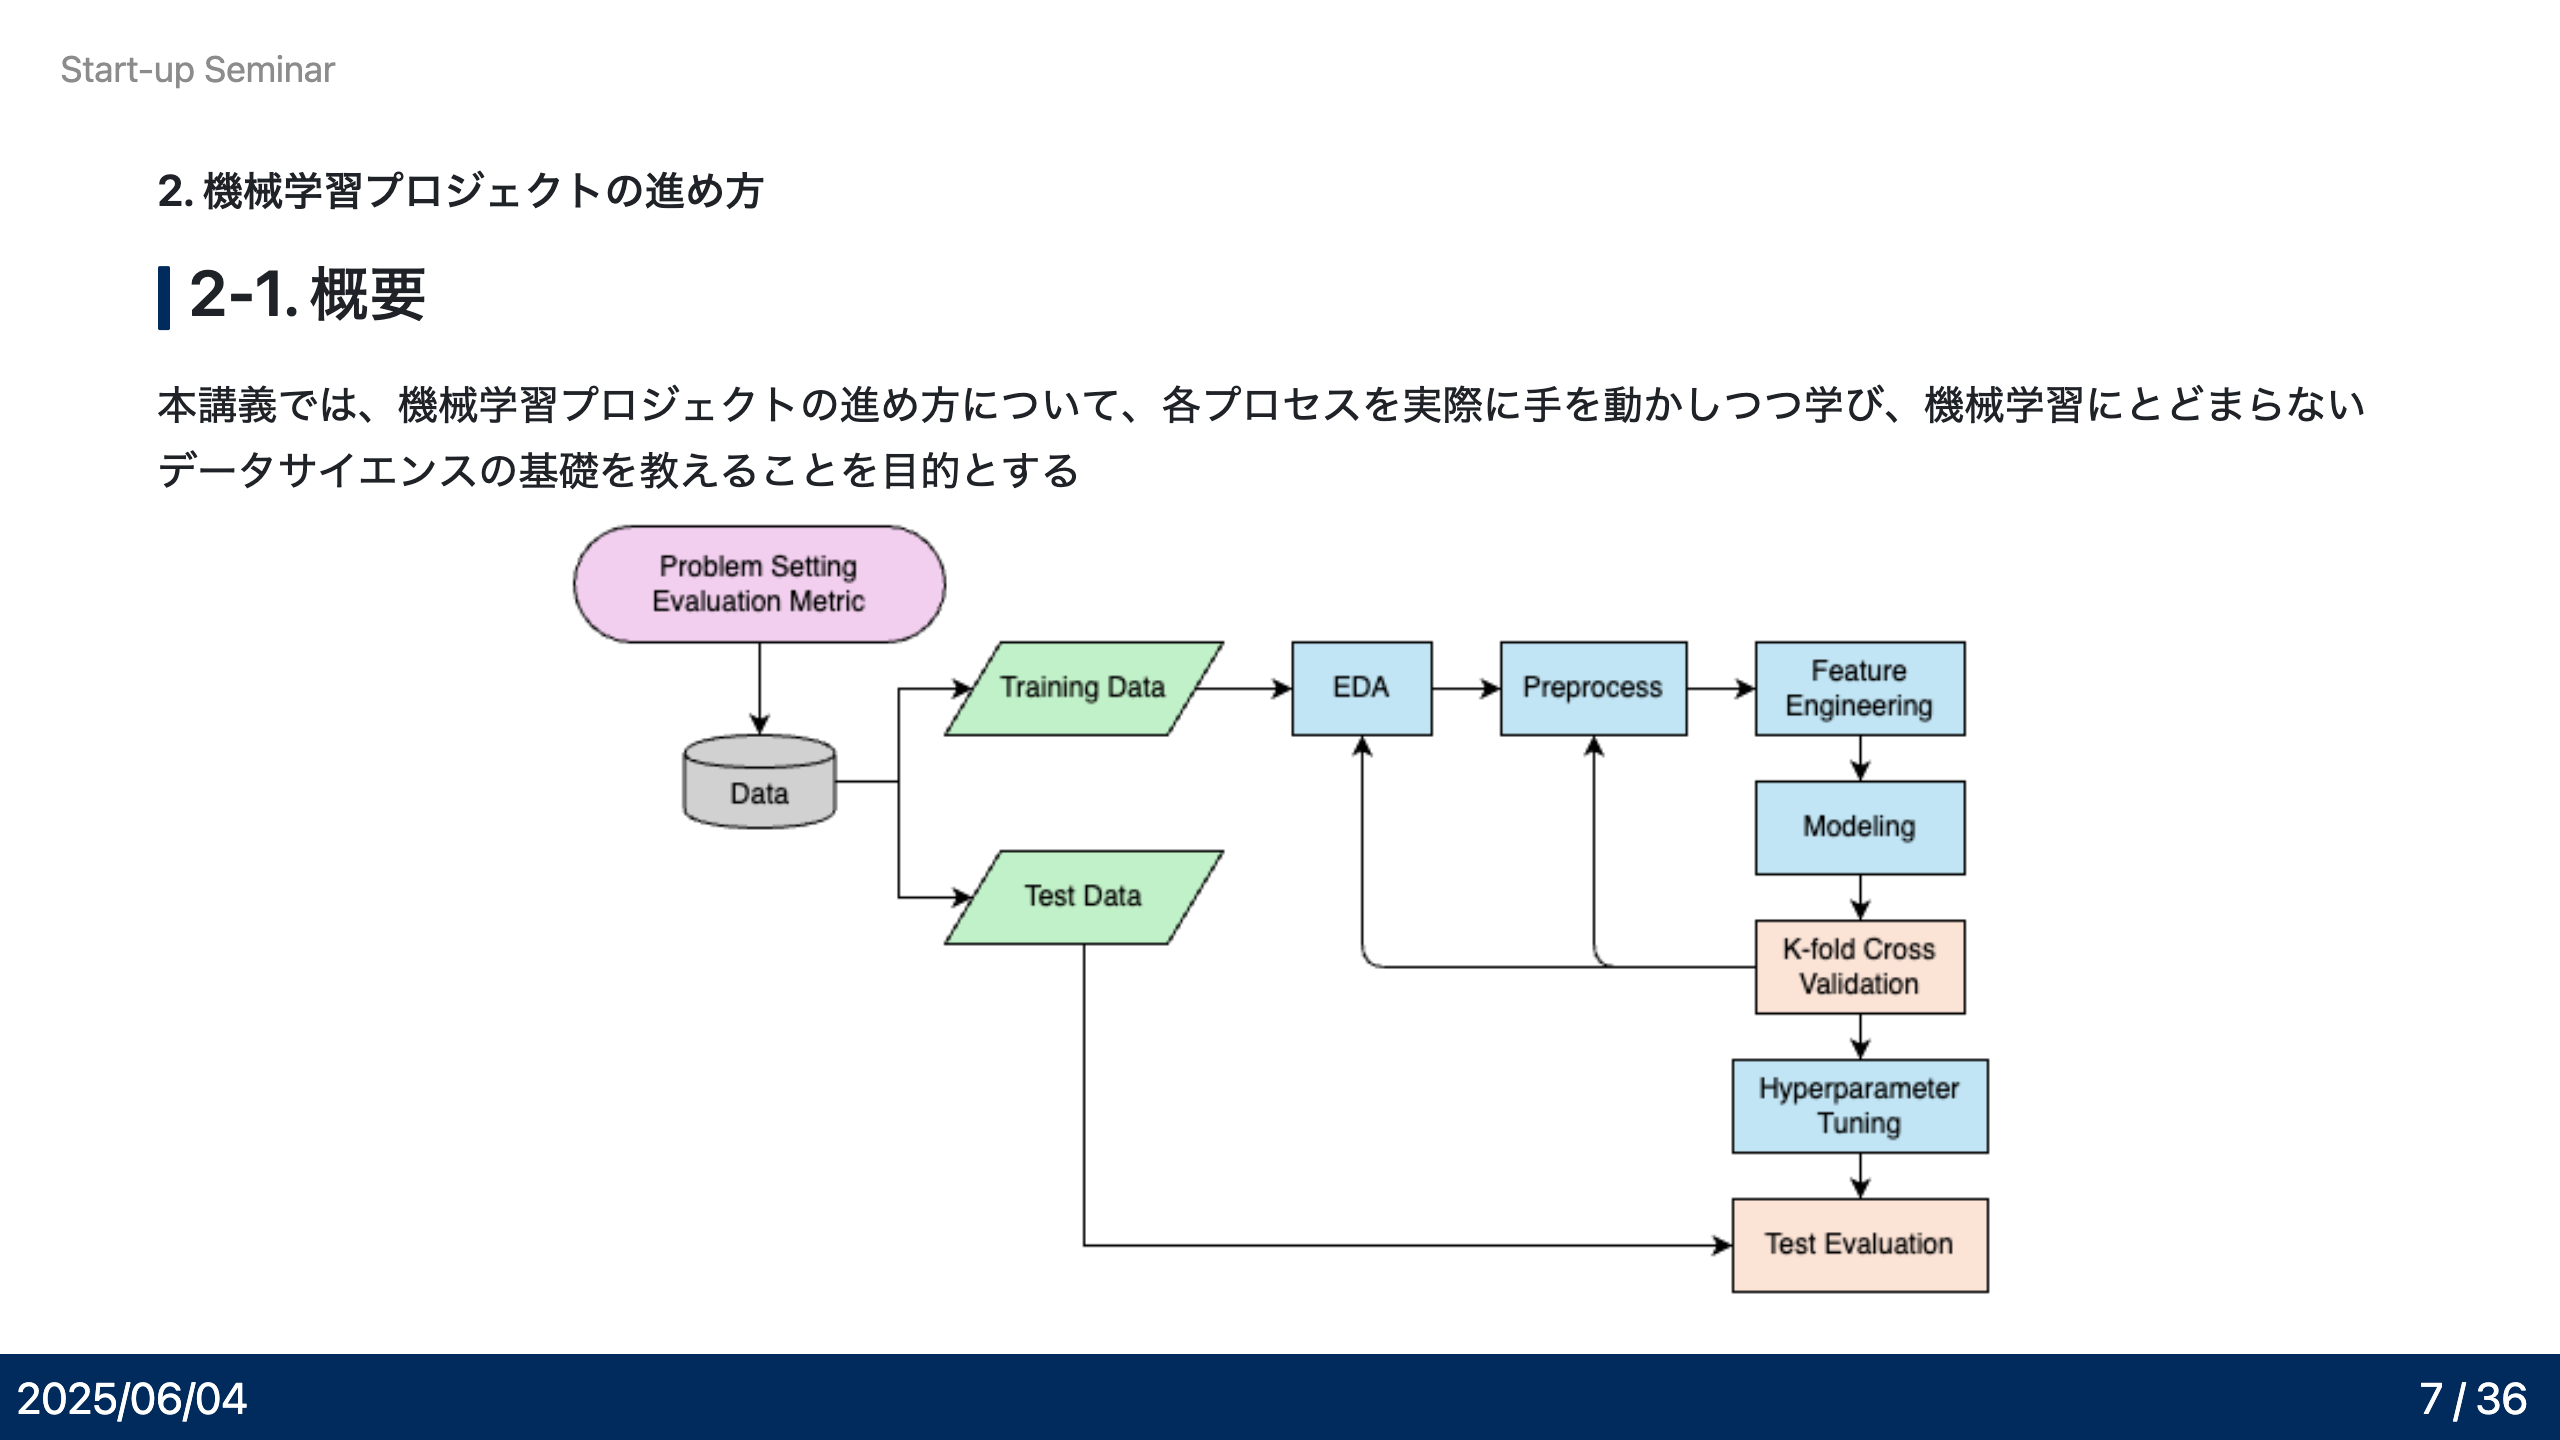 Start-up Seminar
2. 機械学習プロジェクトの進め方
2-1. 概要
本講義では、機械学習プロジェクトの進め方について、各プロセスを実際に手を動かしつつ学び、機械学習にとどまらない
データサイエンスの基礎を教えることを目的とする
Problem Setting
Evaluation Metric
Data
Training Data
Test Data
EDA
Preprocess
Feature
Engineering
Modeling
K-fold Cross
Validation
Hyperparameter
Tuning
Test Evaluation
2025/06/04
7 / 36